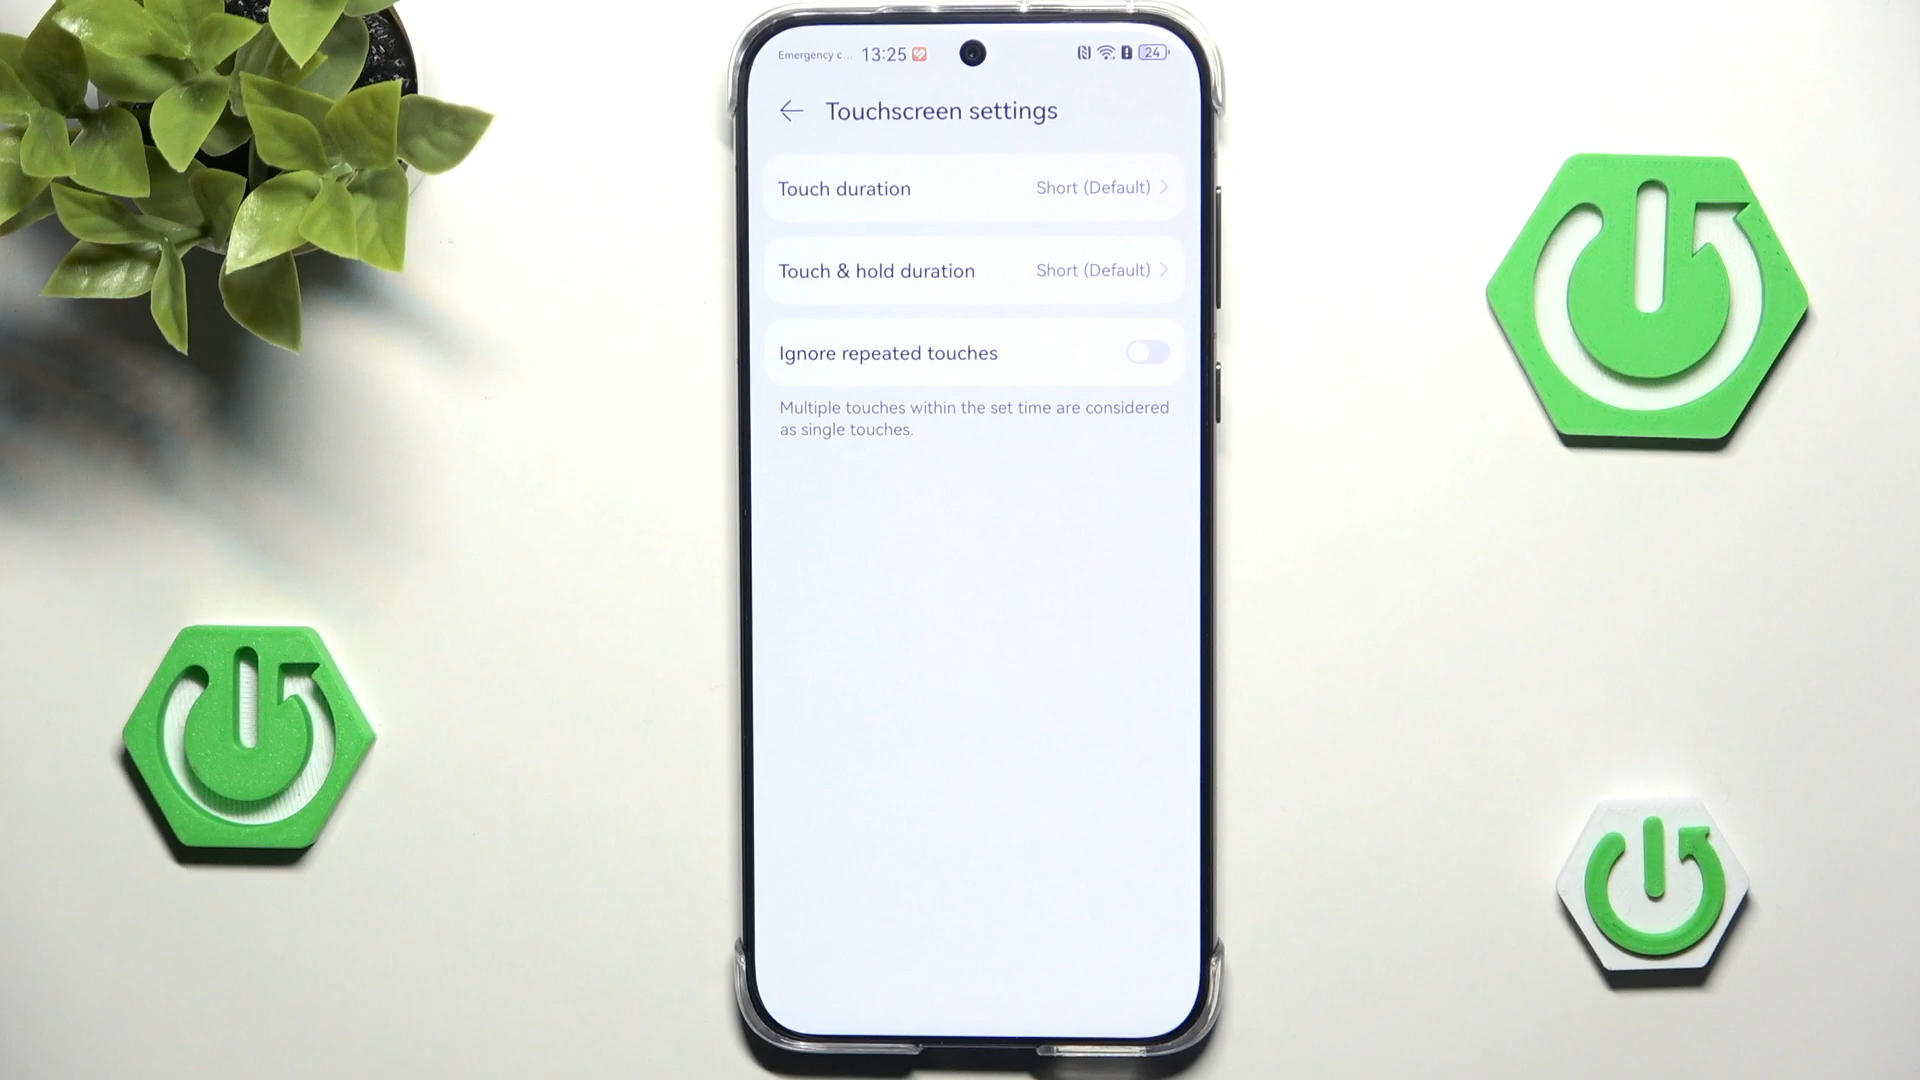 Emergency c... 13:25 24
Touchscreen settings
Touch duration Short (Default)
Touch & hold duration Short (Default)
Ignore repeated touches
Multiple touches within the set time are considered
as single touches.